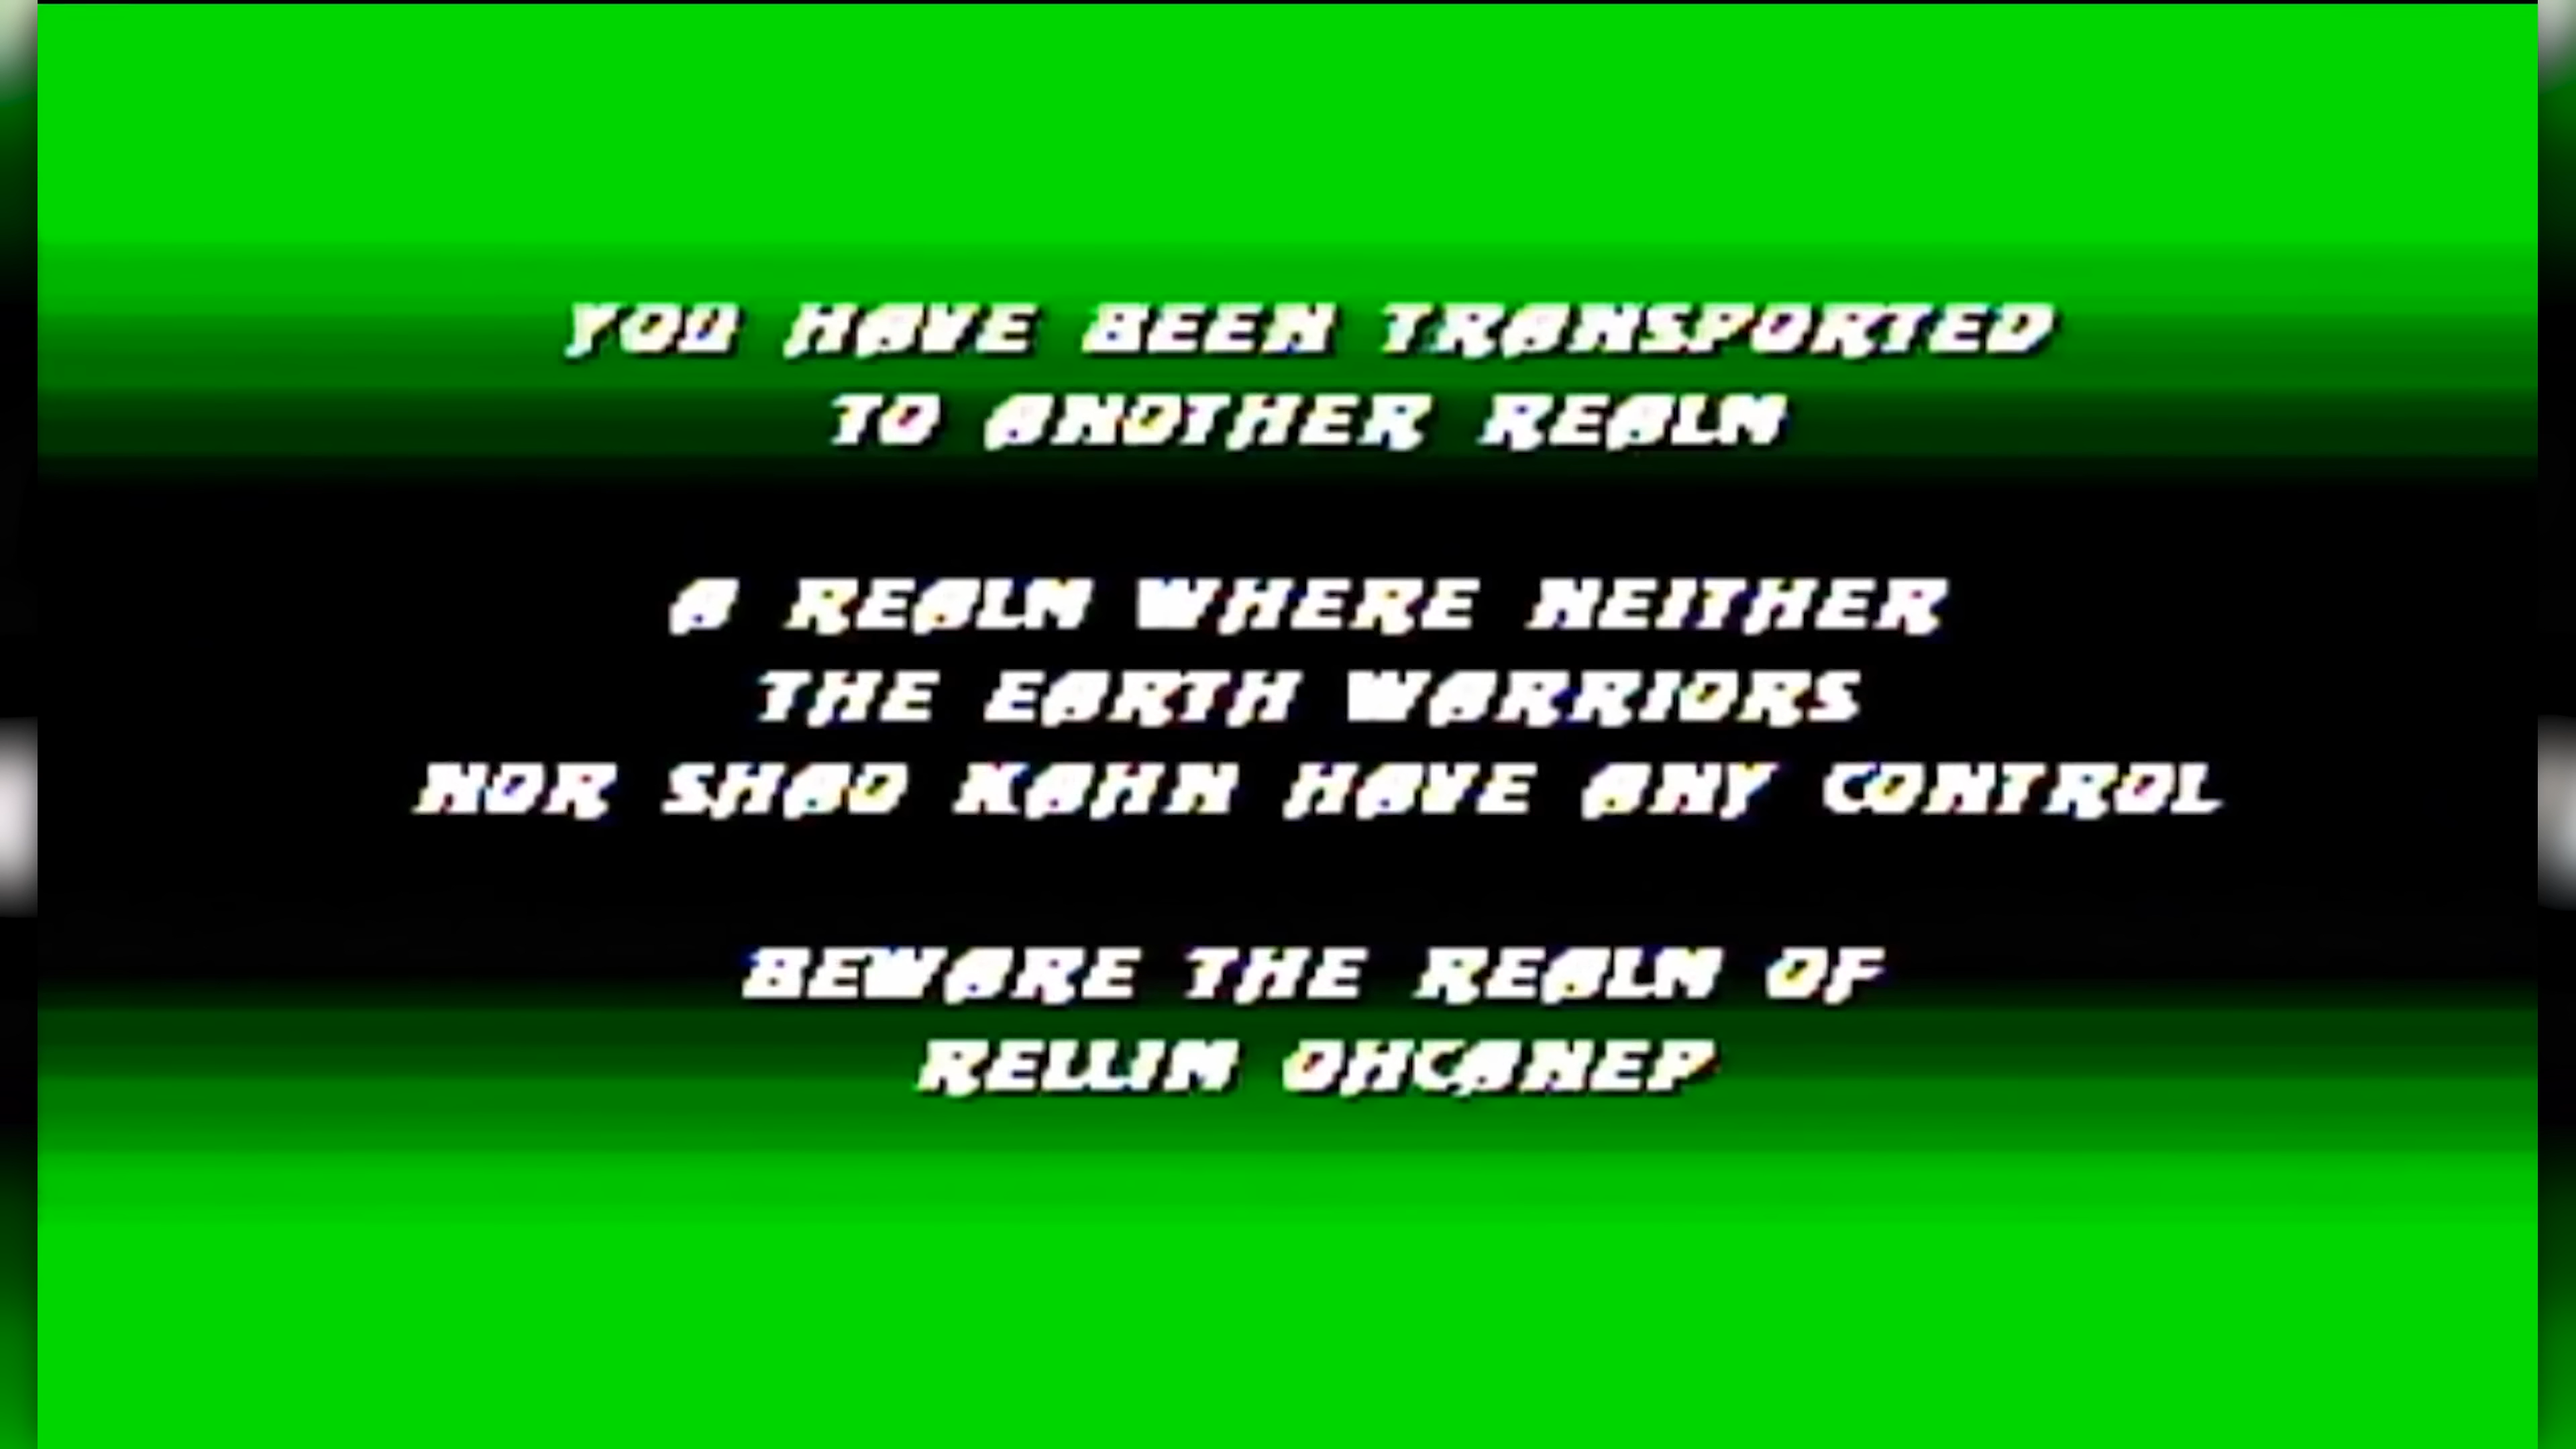 YOU HAVE BEEN TRANSPORTED
TO ANOTHER REALM
A REALM WHERE NEITHER
THE EARTH WARRIORS
NOR SHAO KAHN HAVE ANY CONTROL
BEWARE THE REALM OF
RELLIM OHCANEP